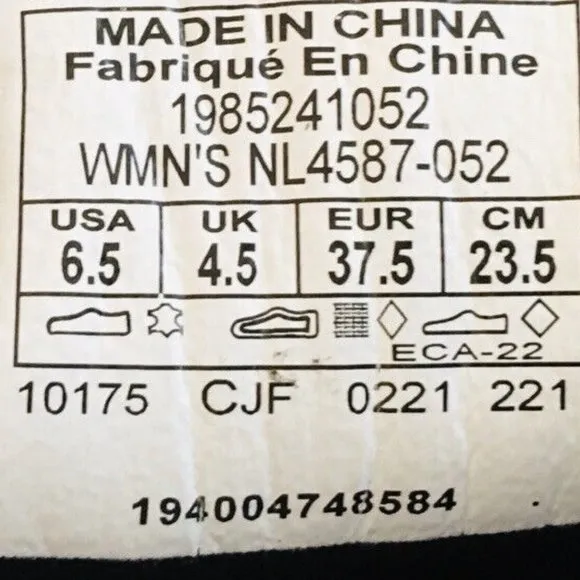 MADE IN CHINA
Fabriqué En Chine
1985241052
WMN'S NL4587-052
USA UK EUR CM
6.5 4.5 37.5 23.5
ECA-22
10175 CJF 0221 221
194004748584